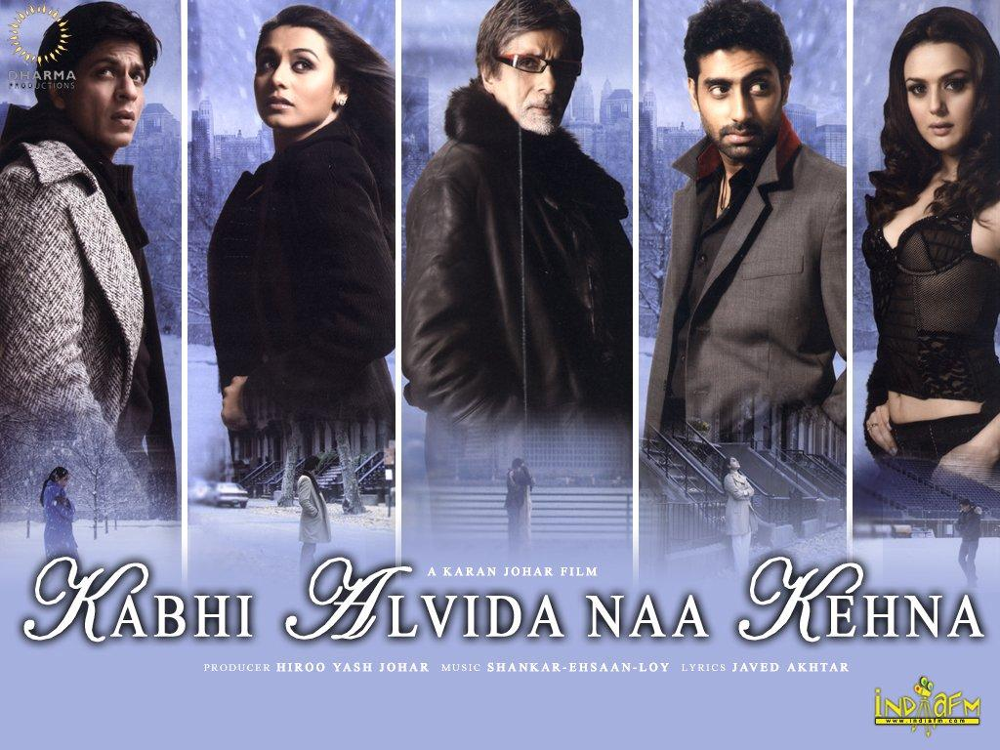 DHARMA
PRODUCTIONS
A KARAN JOHAR FILM
KABHI ALVIDA NAA KEHNA
PRODUCER HIROO YASH JOHAR MUSIC SHANKAR-EHSAAN-LOY LYRICS JAVED AKHTAR
INDIAFM
www.indiafm.com